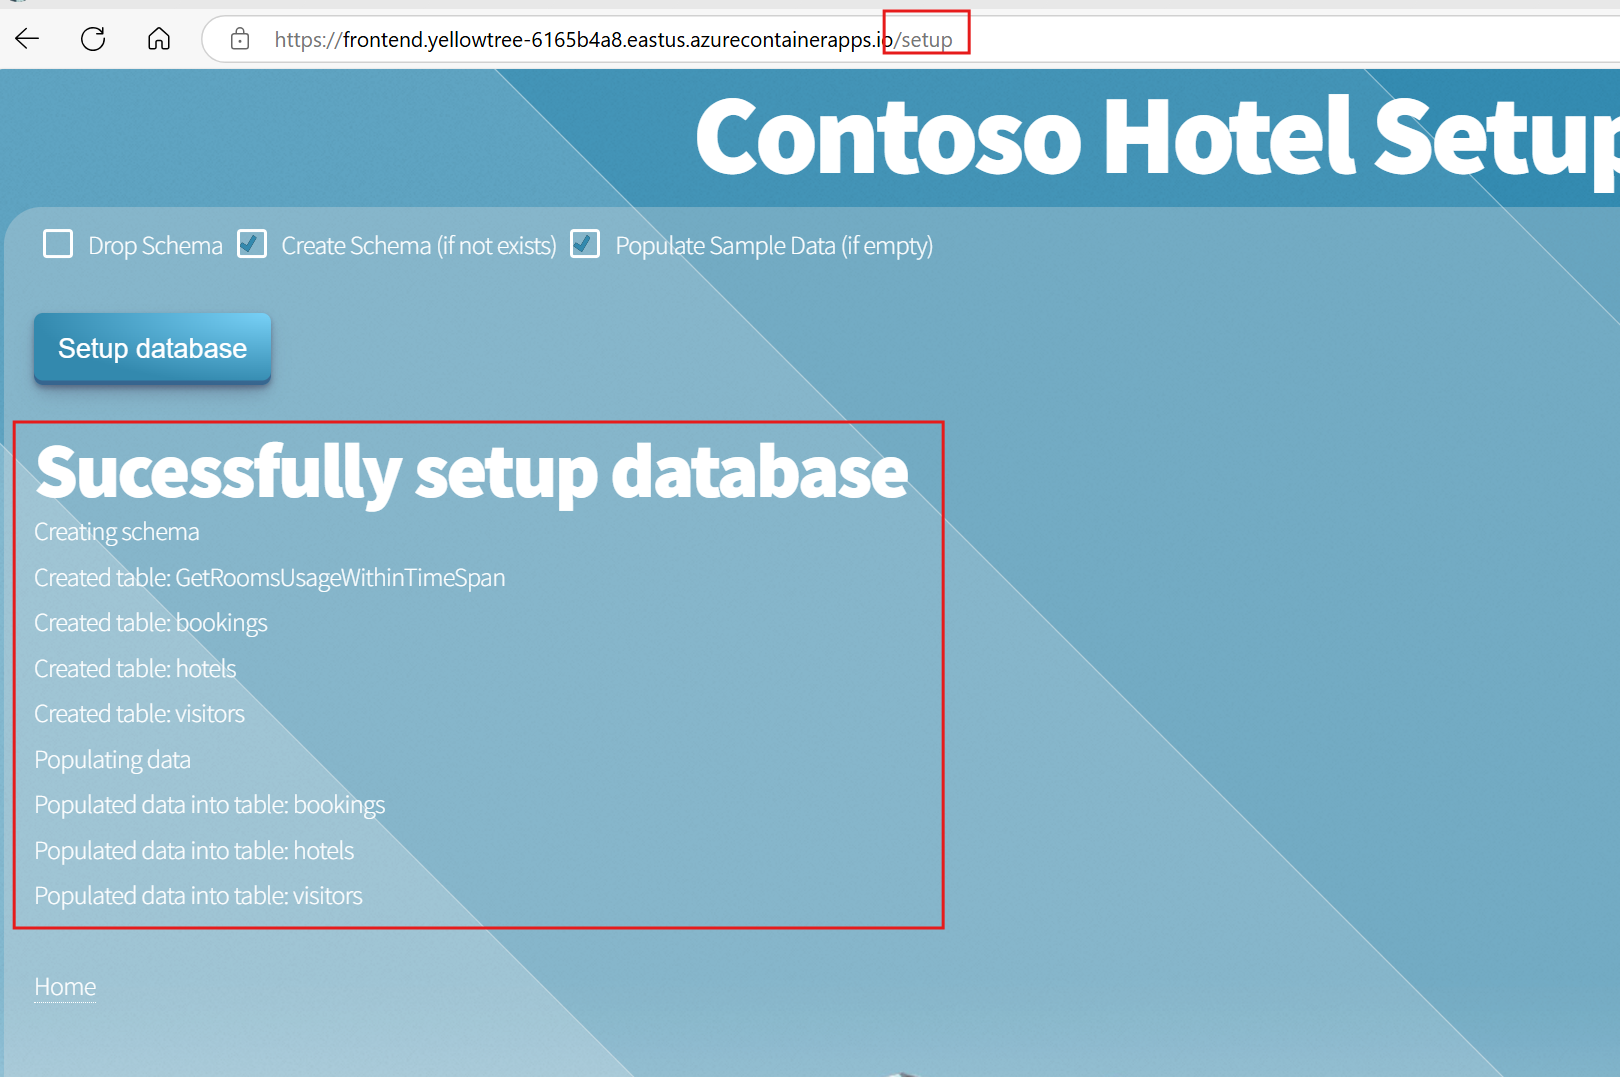 https://frontend.yellowtree-6165b4a8.eastus.azurecontainerapps.io/setup
Contoso Hotel Setup
Drop Schema Create Schema (if not exists) Populate Sample Data (if empty)
Setup database
Sucessfully setup database
Creating schema
Created table: GetRoomsUsageWithinTimeSpan
Created table: bookings
Created table: hotels
Created table: visitors
Populating data
Populated data into table: bookings
Populated data into table: hotels
Populated data into table: visitors
Home